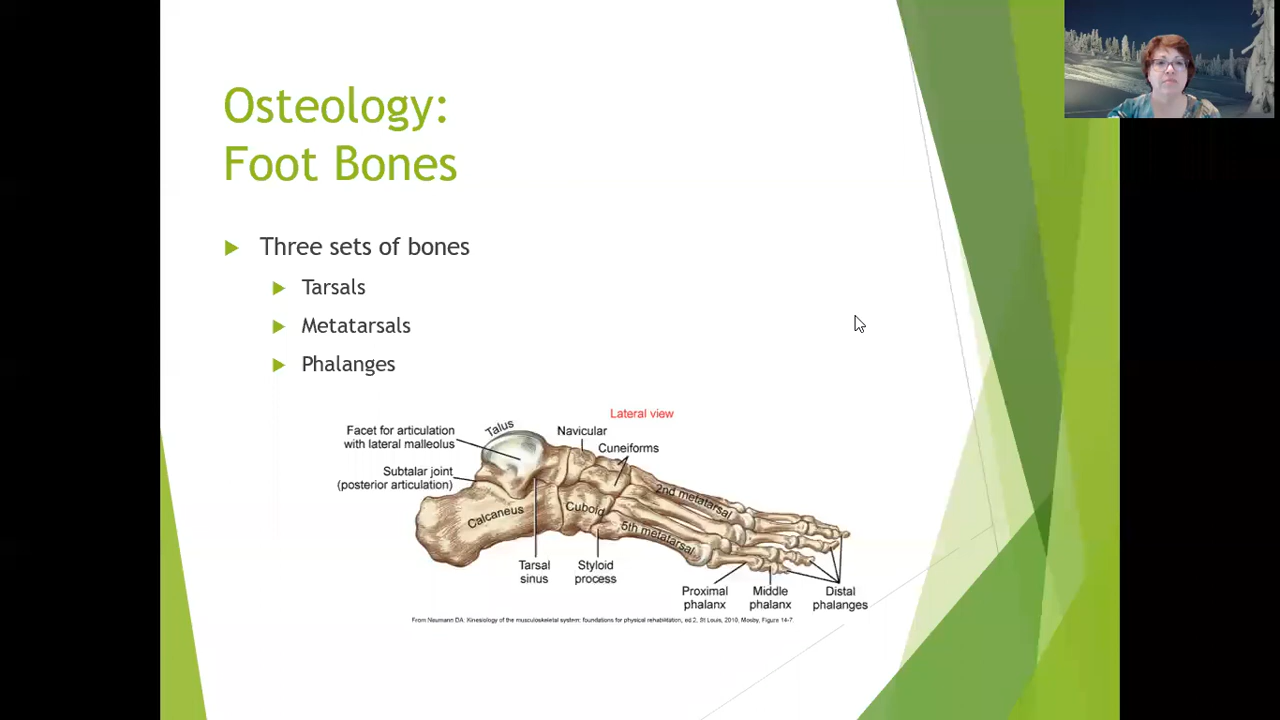 Osteology:
Foot Bones
Three sets of bones
Tarsals
Metatarsals
Phalanges
Lateral view
Talus
Facet for articulation
with lateral malleolus
Navicular
Cuneiforms
Subtalar joint
(posterior articulation)
Calcaneus
Cuboid
2nd metatarsal
5th metatarsal
Tarsal
sinus
Styloid
process
Proximal
phalanx
Middle
phalanx
Distal
phalanges
From Neumann DA. Kinesiology of the musculoskeletal system: foundations for physical rehabilitation, ed 2, St Louis, 2010, Mosby, Figure 14-7.